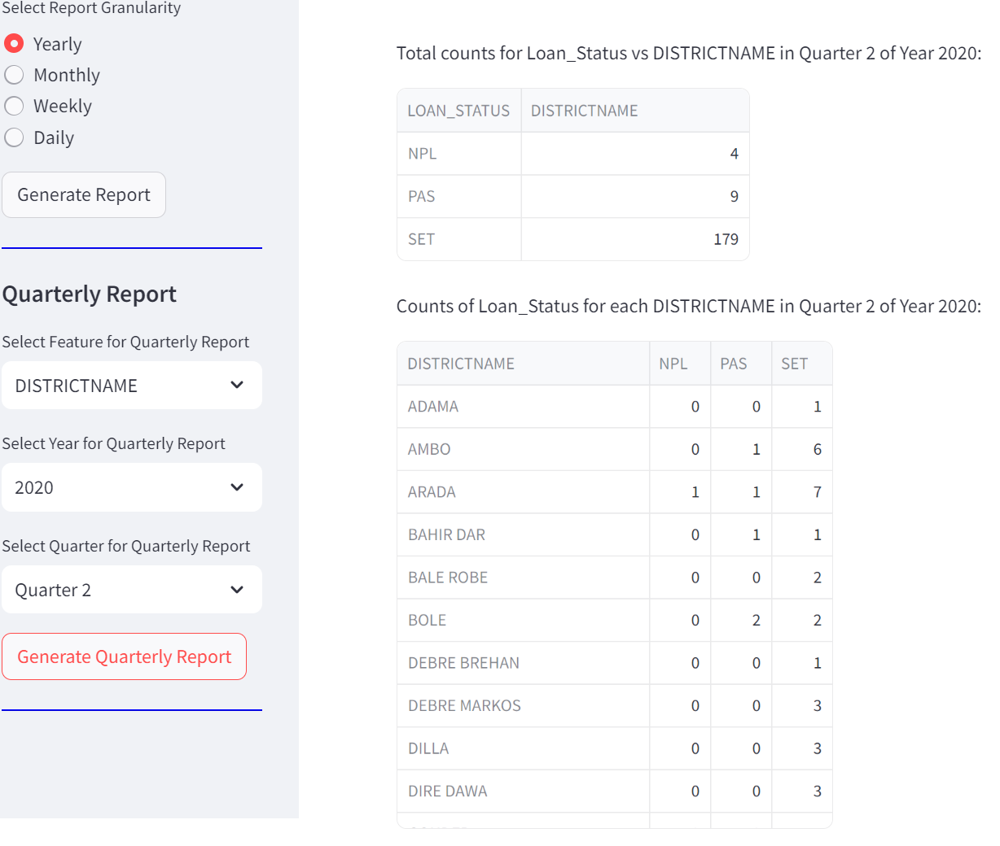 Select Report Granularity
Yearly
Monthly
Weekly
Daily
Generate Report
Quarterly Report
Select Feature for Quarterly Report
DISTRICTNAME
Select Year for Quarterly Report
2020
Select Quarter for Quarterly Report
Quarter 2
Generate Quarterly Report
Total counts for Loan_Status vs DISTRICTNAME in Quarter 2 of Year 2020:
LOAN_STATUS DISTRICTNAME
NPL 4
PAS 9
SET 179
Counts of Loan_Status for each DISTRICTNAME in Quarter 2 of Year 2020:
DISTRICTNAME NPL PAS SET
ADAMA 0 0 1
AMBO 0 1 6
ARADA 1 1 7
BAHIR DAR 0 1 1
BALE ROBE 0 0 2
BOLE 0 2 2
DEBRE BREHAN 0 0 1
DEBRE MARKOS 0 0 3
DILLA 0 0 3
DIRE DAWA 0 0 3